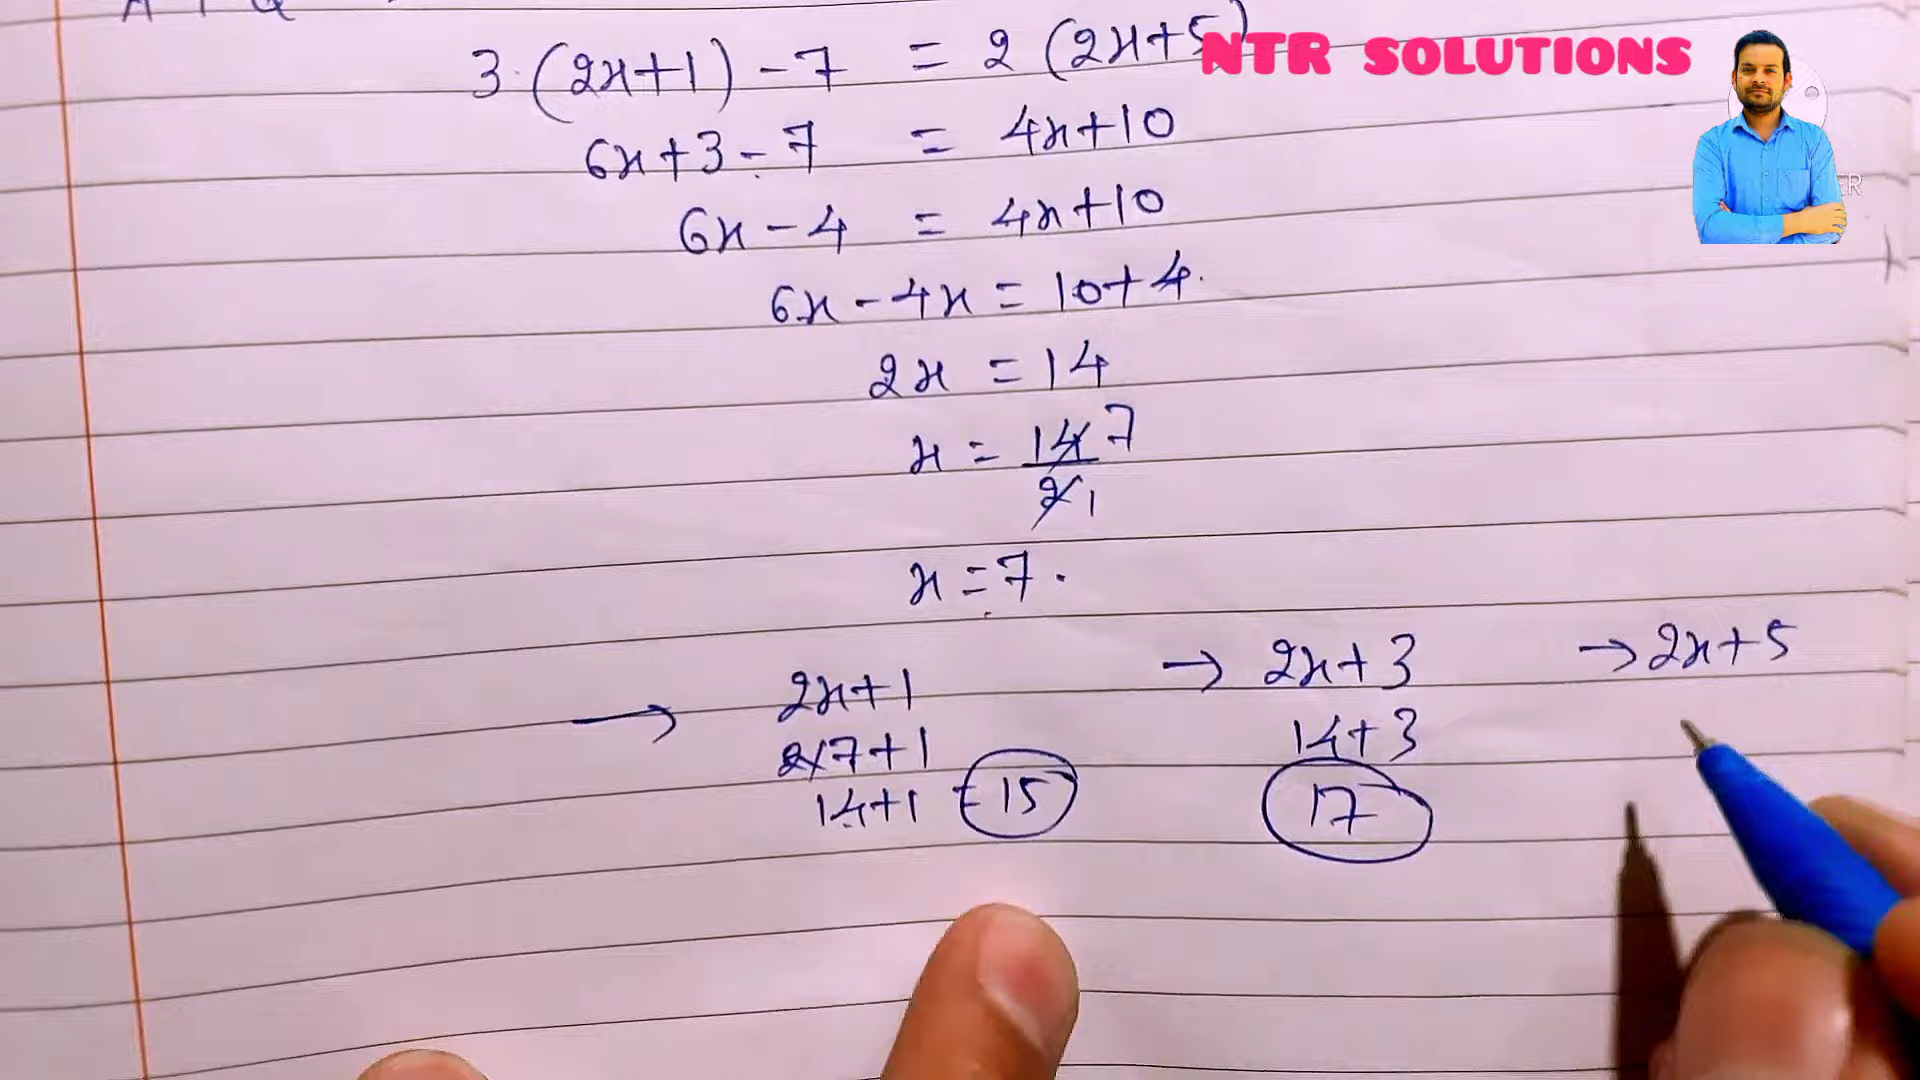 NTR SOLUTIONS
3 (2x+1) - 7 = 2 (2x+5)
6x+3-7 = 4x+10
6x-4 = 4x+10
6x-4x = 10+4
2x = 14
x = 14 7
2 1
x = 7.
→ 2x+1 → 2x+3 → 2x+5
2x7+1 14+3
14+1 = 15 17